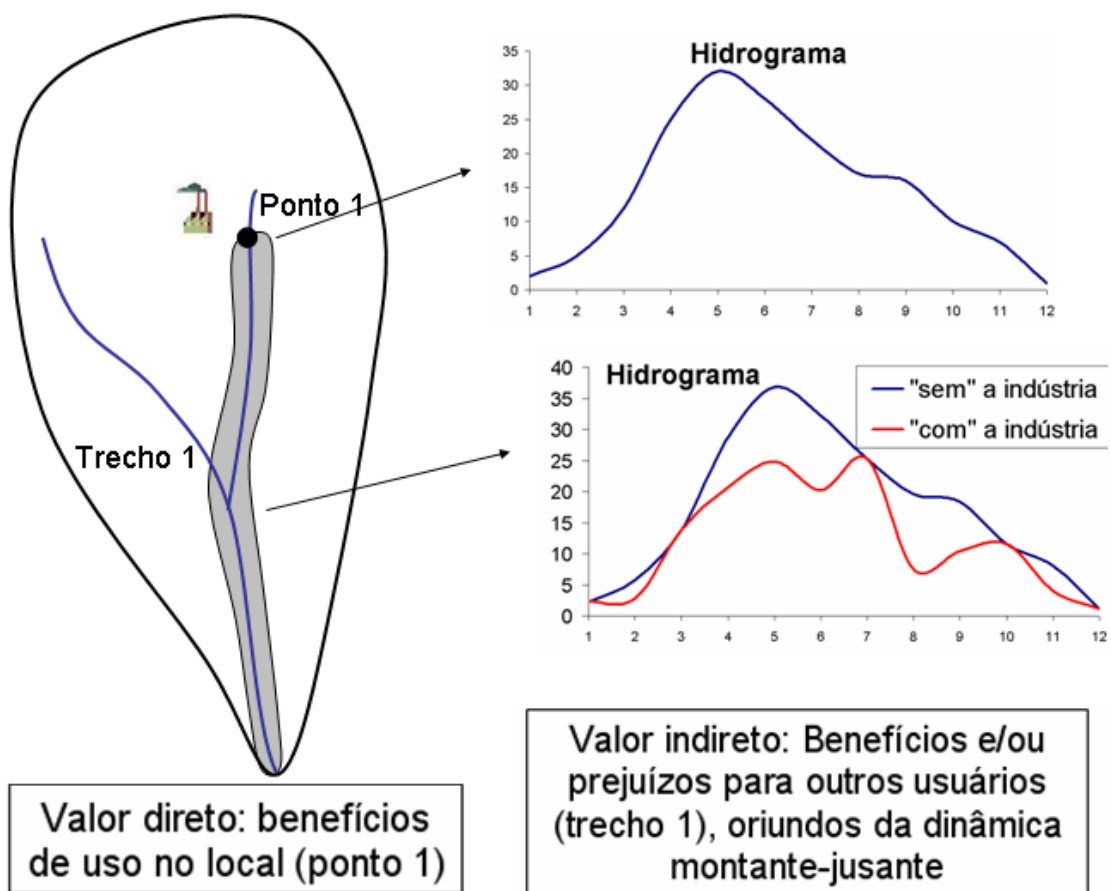 Hidrograma
35
30
25
20
15
10
5
0
1 2 3 4 5 6 7 8 9 10 11 12
Ponto 1
Trecho 1
Hidrograma
"sem" a indústria
"com" a indústria
40
35
30
25
20
15
10
5
0
1 2 3 4 5 6 7 8 9 10 11 12
Valor direto: benefícios
de uso no local (ponto 1)
Valor indireto: Benefícios e/ou
prejuízos para outros usuários
(trecho 1), oriundos da dinâmica
montante-jusante